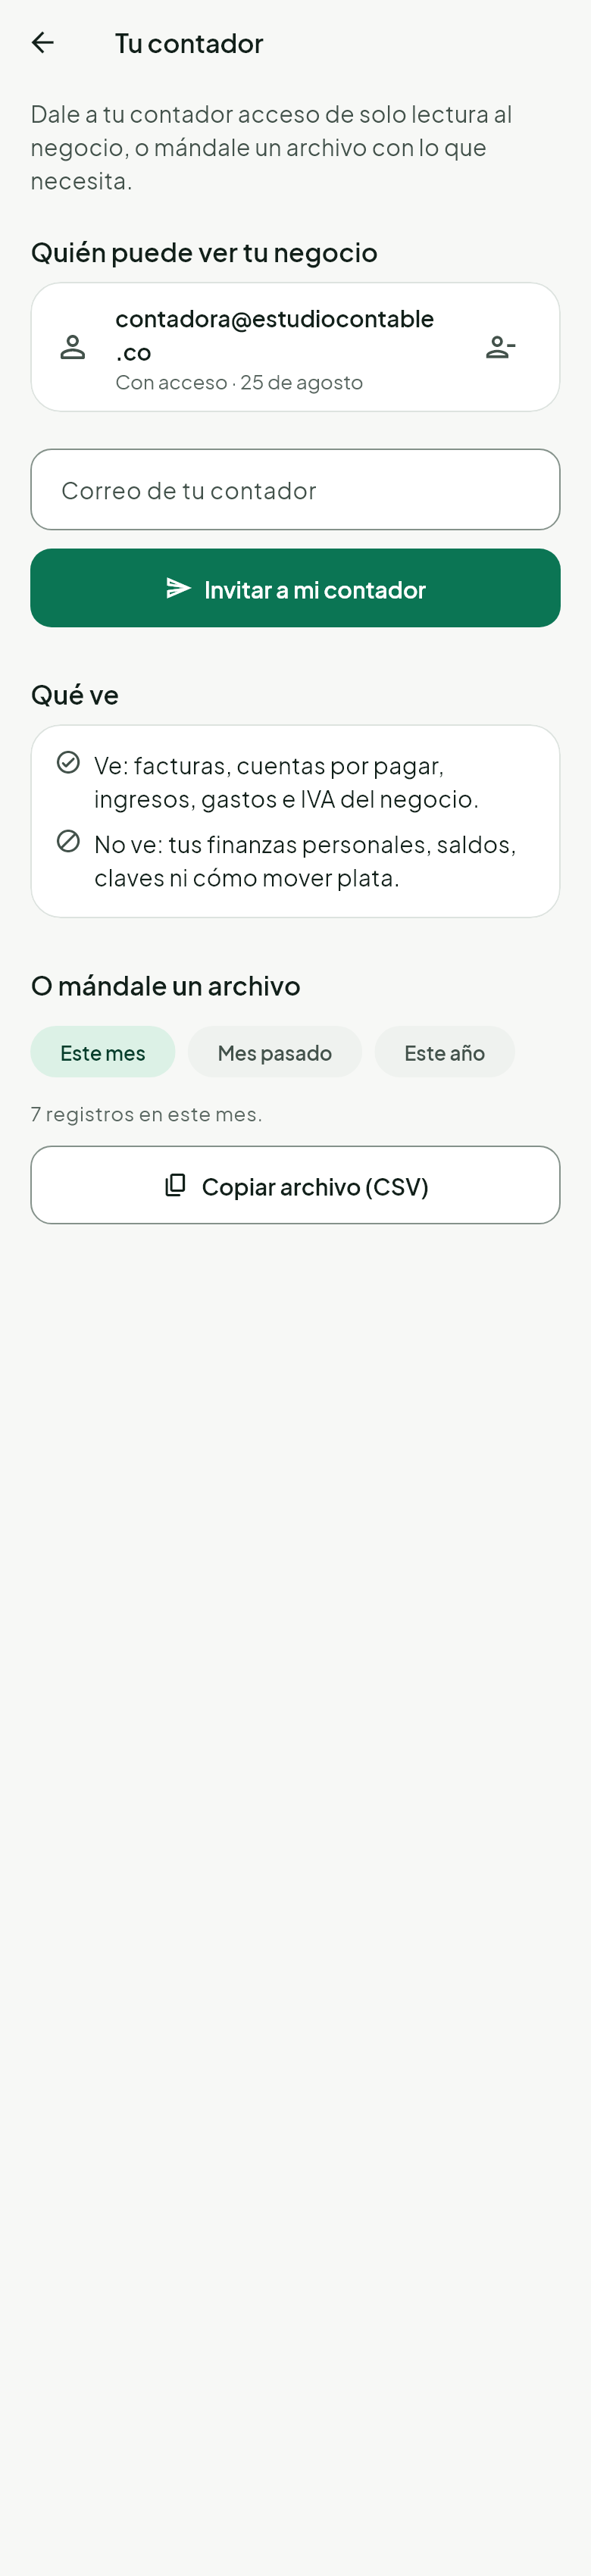 Tu contador
Dale a tu contador acceso de solo lectura al
negocio, o mándale un archivo con lo que
necesita.
Quién puede ver tu negocio
contadora@estudiocontable
.co
Con acceso · 25 de agosto
Correo de tu contador
Invitar a mi contador
Qué ve
Ve: facturas, cuentas por pagar,
ingresos, gastos e IVA del negocio.
No ve: tus finanzas personales, saldos,
claves ni cómo mover plata.
O mándale un archivo
Este mes
Mes pasado
Este año
7 registros en este mes.
Copiar archivo (CSV)